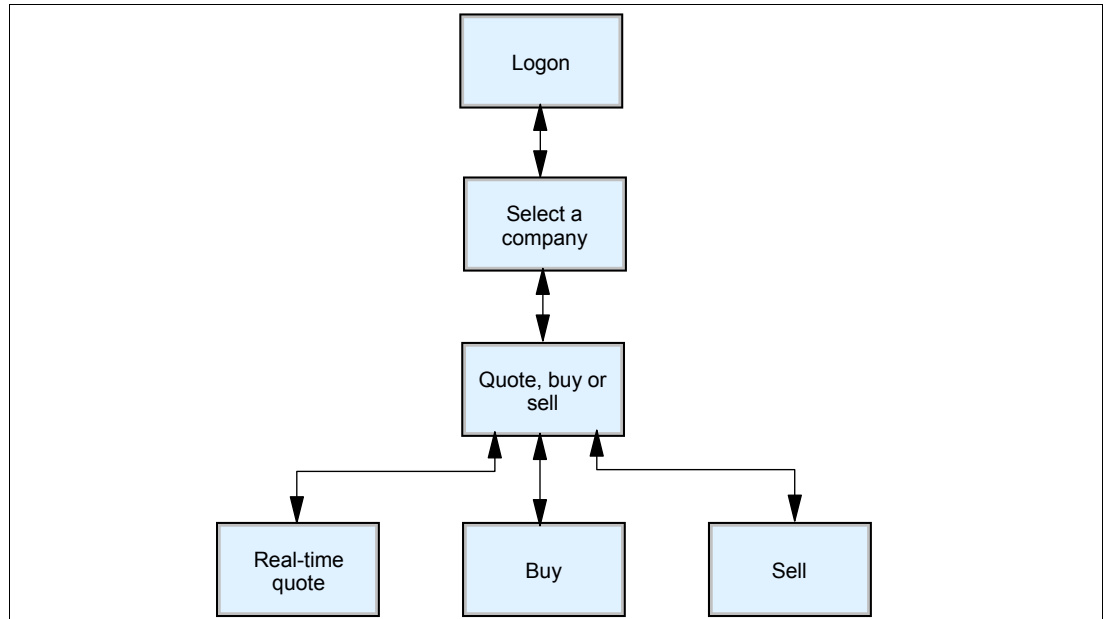 Logon
Select a
company
Quote, buy or
sell
Real-time
quote
Buy
Sell